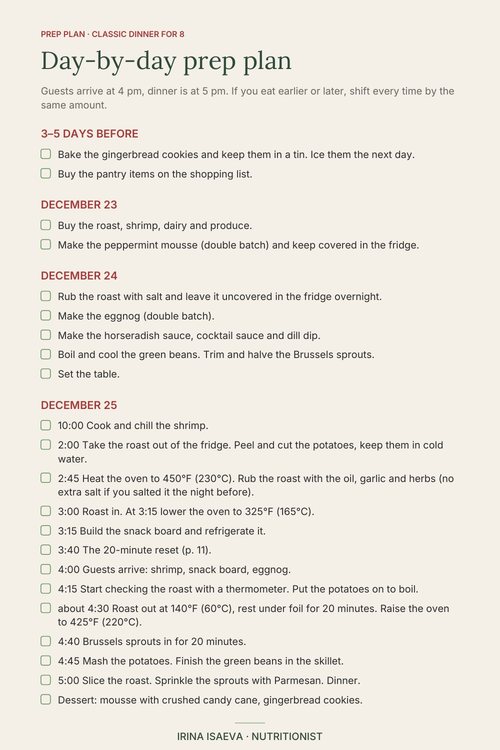 PREP PLAN · CLASSIC DINNER FOR 8
Day-by-day prep plan
Guests arrive at 4 pm, dinner is at 5 pm. If you eat earlier or later, shift every time by the
same amount.
3–5 DAYS BEFORE
Bake the gingerbread cookies and keep them in a tin. Ice them the next day.
Buy the pantry items on the shopping list.
DECEMBER 23
Buy the roast, shrimp, dairy and produce.
Make the peppermint mousse (double batch) and keep covered in the fridge.
DECEMBER 24
Rub the roast with salt and leave it uncovered in the fridge overnight.
Make the eggnog (double batch).
Make the horseradish sauce, cocktail sauce and dill dip.
Boil and cool the green beans. Trim and halve the Brussels sprouts.
Set the table.
DECEMBER 25
10:00 Cook and chill the shrimp.
2:00 Take the roast out of the fridge. Peel and cut the potatoes, keep them in cold
water.
2:45 Heat the oven to 450°F (230°C). Rub the roast with the oil, garlic and herbs (no
extra salt if you salted it the night before).
3:00 Roast in. At 3:15 lower the oven to 325°F (165°C).
3:15 Build the snack board and refrigerate it.
3:40 The 20-minute reset (p. 11).
4:00 Guests arrive: shrimp, snack board, eggnog.
4:15 Start checking the roast with a thermometer. Put the potatoes on to boil.
about 4:30 Roast out at 140°F (60°C), rest under foil for 20 minutes. Raise the oven
to 425°F (220°C).
4:40 Brussels sprouts in for 20 minutes.
4:45 Mash the potatoes. Finish the green beans in the skillet.
5:00 Slice the roast. Sprinkle the sprouts with Parmesan. Dinner.
Dessert: mousse with crushed candy cane, gingerbread cookies.
IRINA ISAEVA · NUTRITIONIST